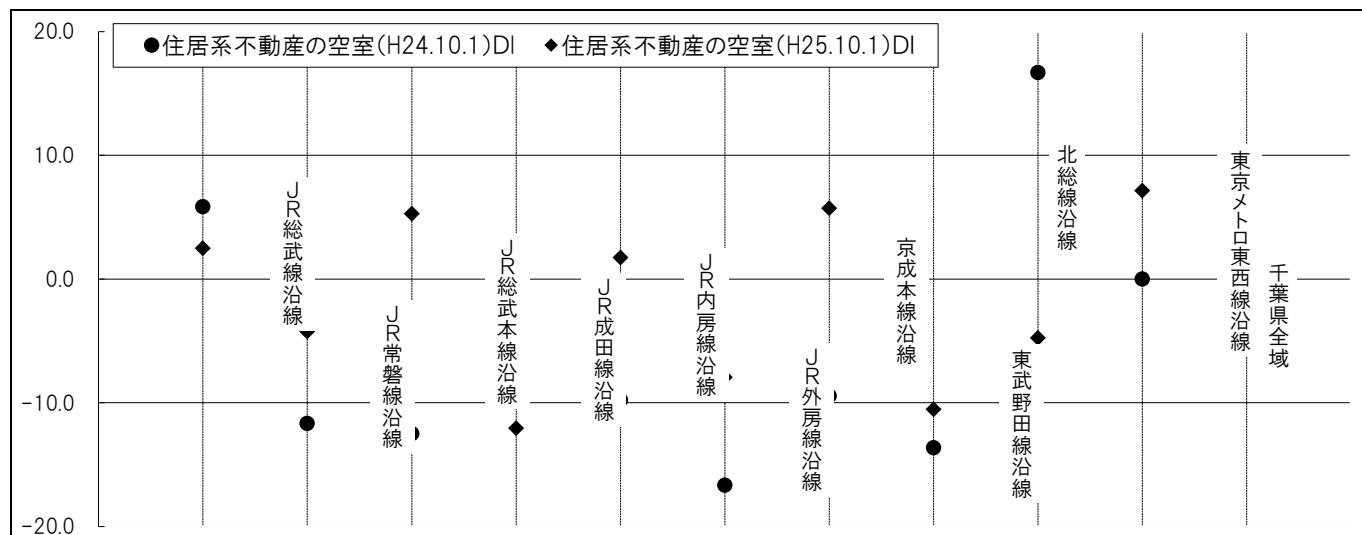 ●住居系不動産の空室(H24.10.1)DI ◆住居系不動産の空室(H25.10.1)DI
20.0
10.0
0.0
-10.0
-20.0
JR総武線沿線
JR常磐線沿線
JR総武本線沿線
JR成田線沿線
JR内房線沿線
JR外房線沿線
京成本線沿線
東武野田線沿線
北総線沿線
東京メトロ東西線沿線
千葉県全域